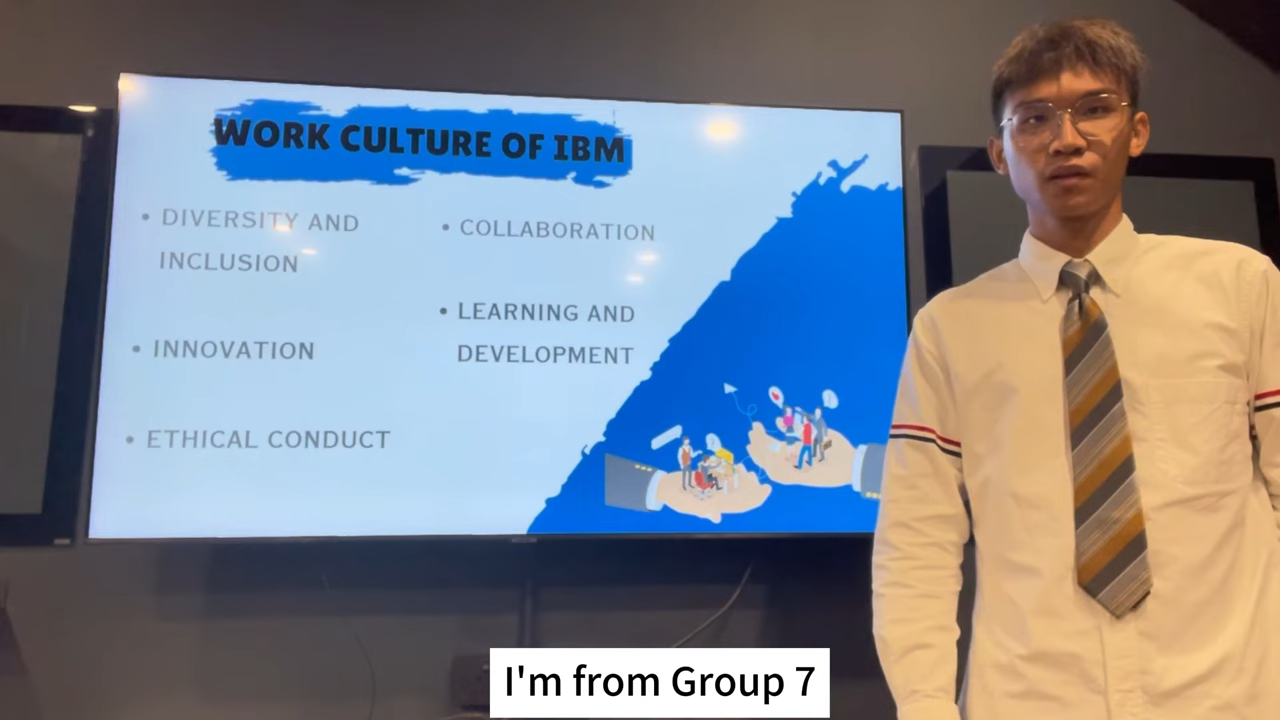 WORK CULTURE OF IBM
• DIVERSITY AND
INCLUSION
• INNOVATION
• ETHICAL CONDUCT
• COLLABORATION
• LEARNING AND
DEVELOPMENT
I'm from Group 7